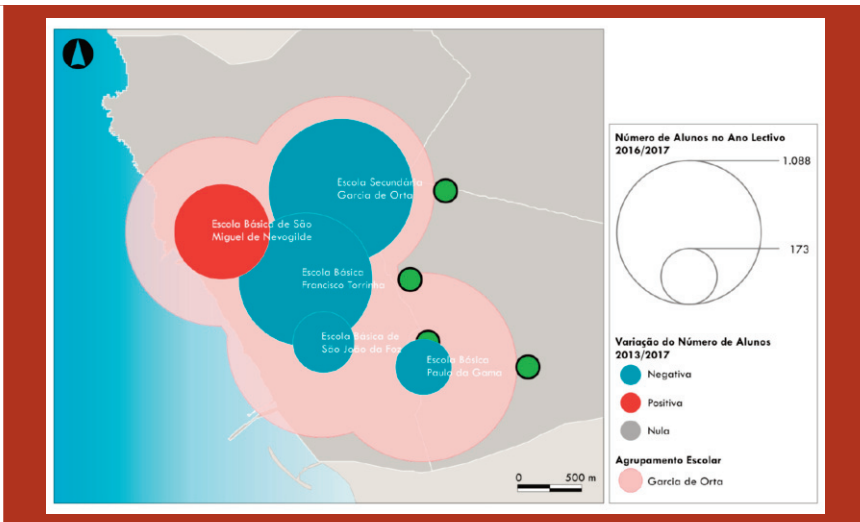 Escola Secundária
Garcia de Orta
Escola Básica de São
Miguel de Nevogilde
Escola Básica
Francisco Torrinha
Escola Básica de
São João da Foz
Escola Básica
Paulo da Gama
0 500 m
Número de Alunos no Ano Lectivo
2016/2017
1.088
173
Variação do Número de Alunos
2013/2017
Negativa
Positiva
Nula
Agrupamento Escolar
Garcia de Orta